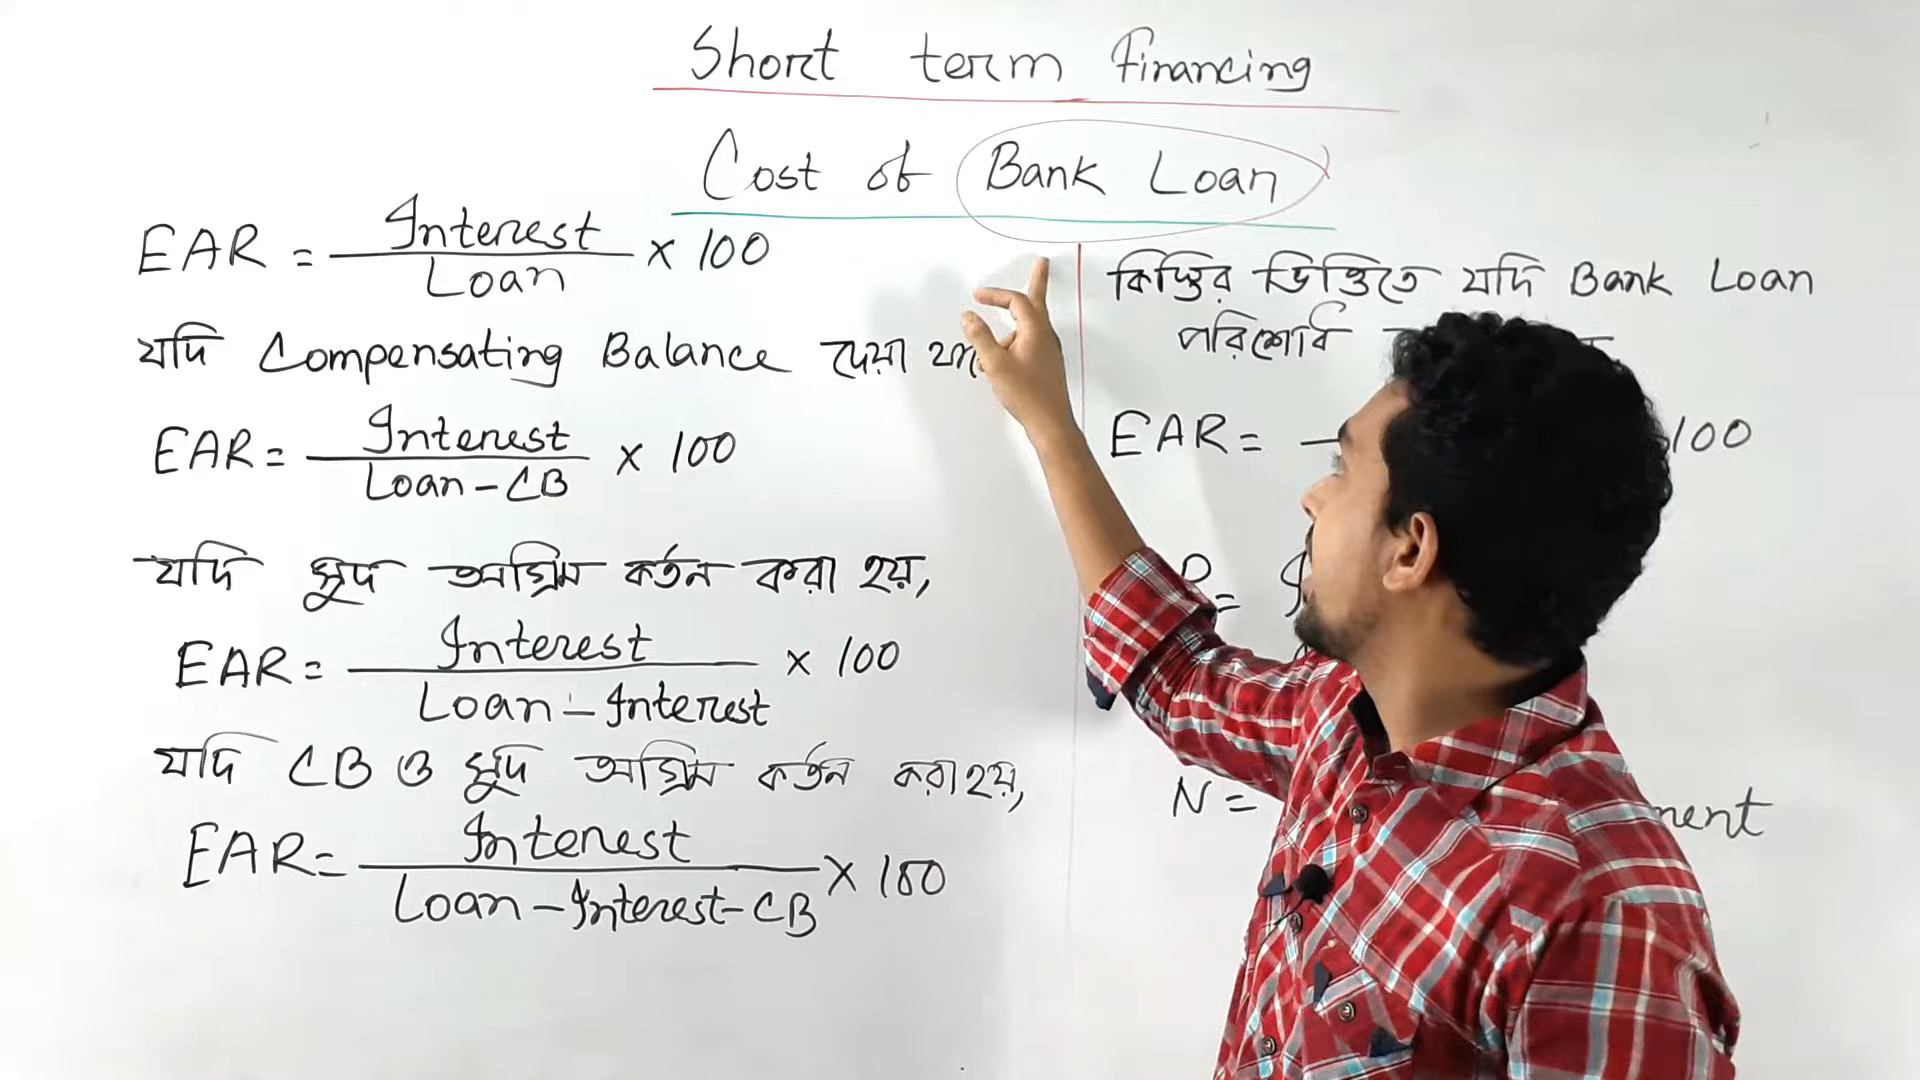 Short term Financing
Cost of Bank Loan
EAR = Interest / Loan × 100
যদি Compensating Balance দেয়া
EAR = Interest / Loan - CB × 100
যদি সুদ অগ্রিম কর্তন করা হয়,
EAR = Interest / Loan - Interest × 100
যদি CB ও সুদ অগ্রিম কর্তন করা হয়,
EAR = Interest / Loan - Interest - CB × 100
কিস্তির ভিত্তিতে যদি Bank Loan
পরিশোধ
EAR = 100
=
N =